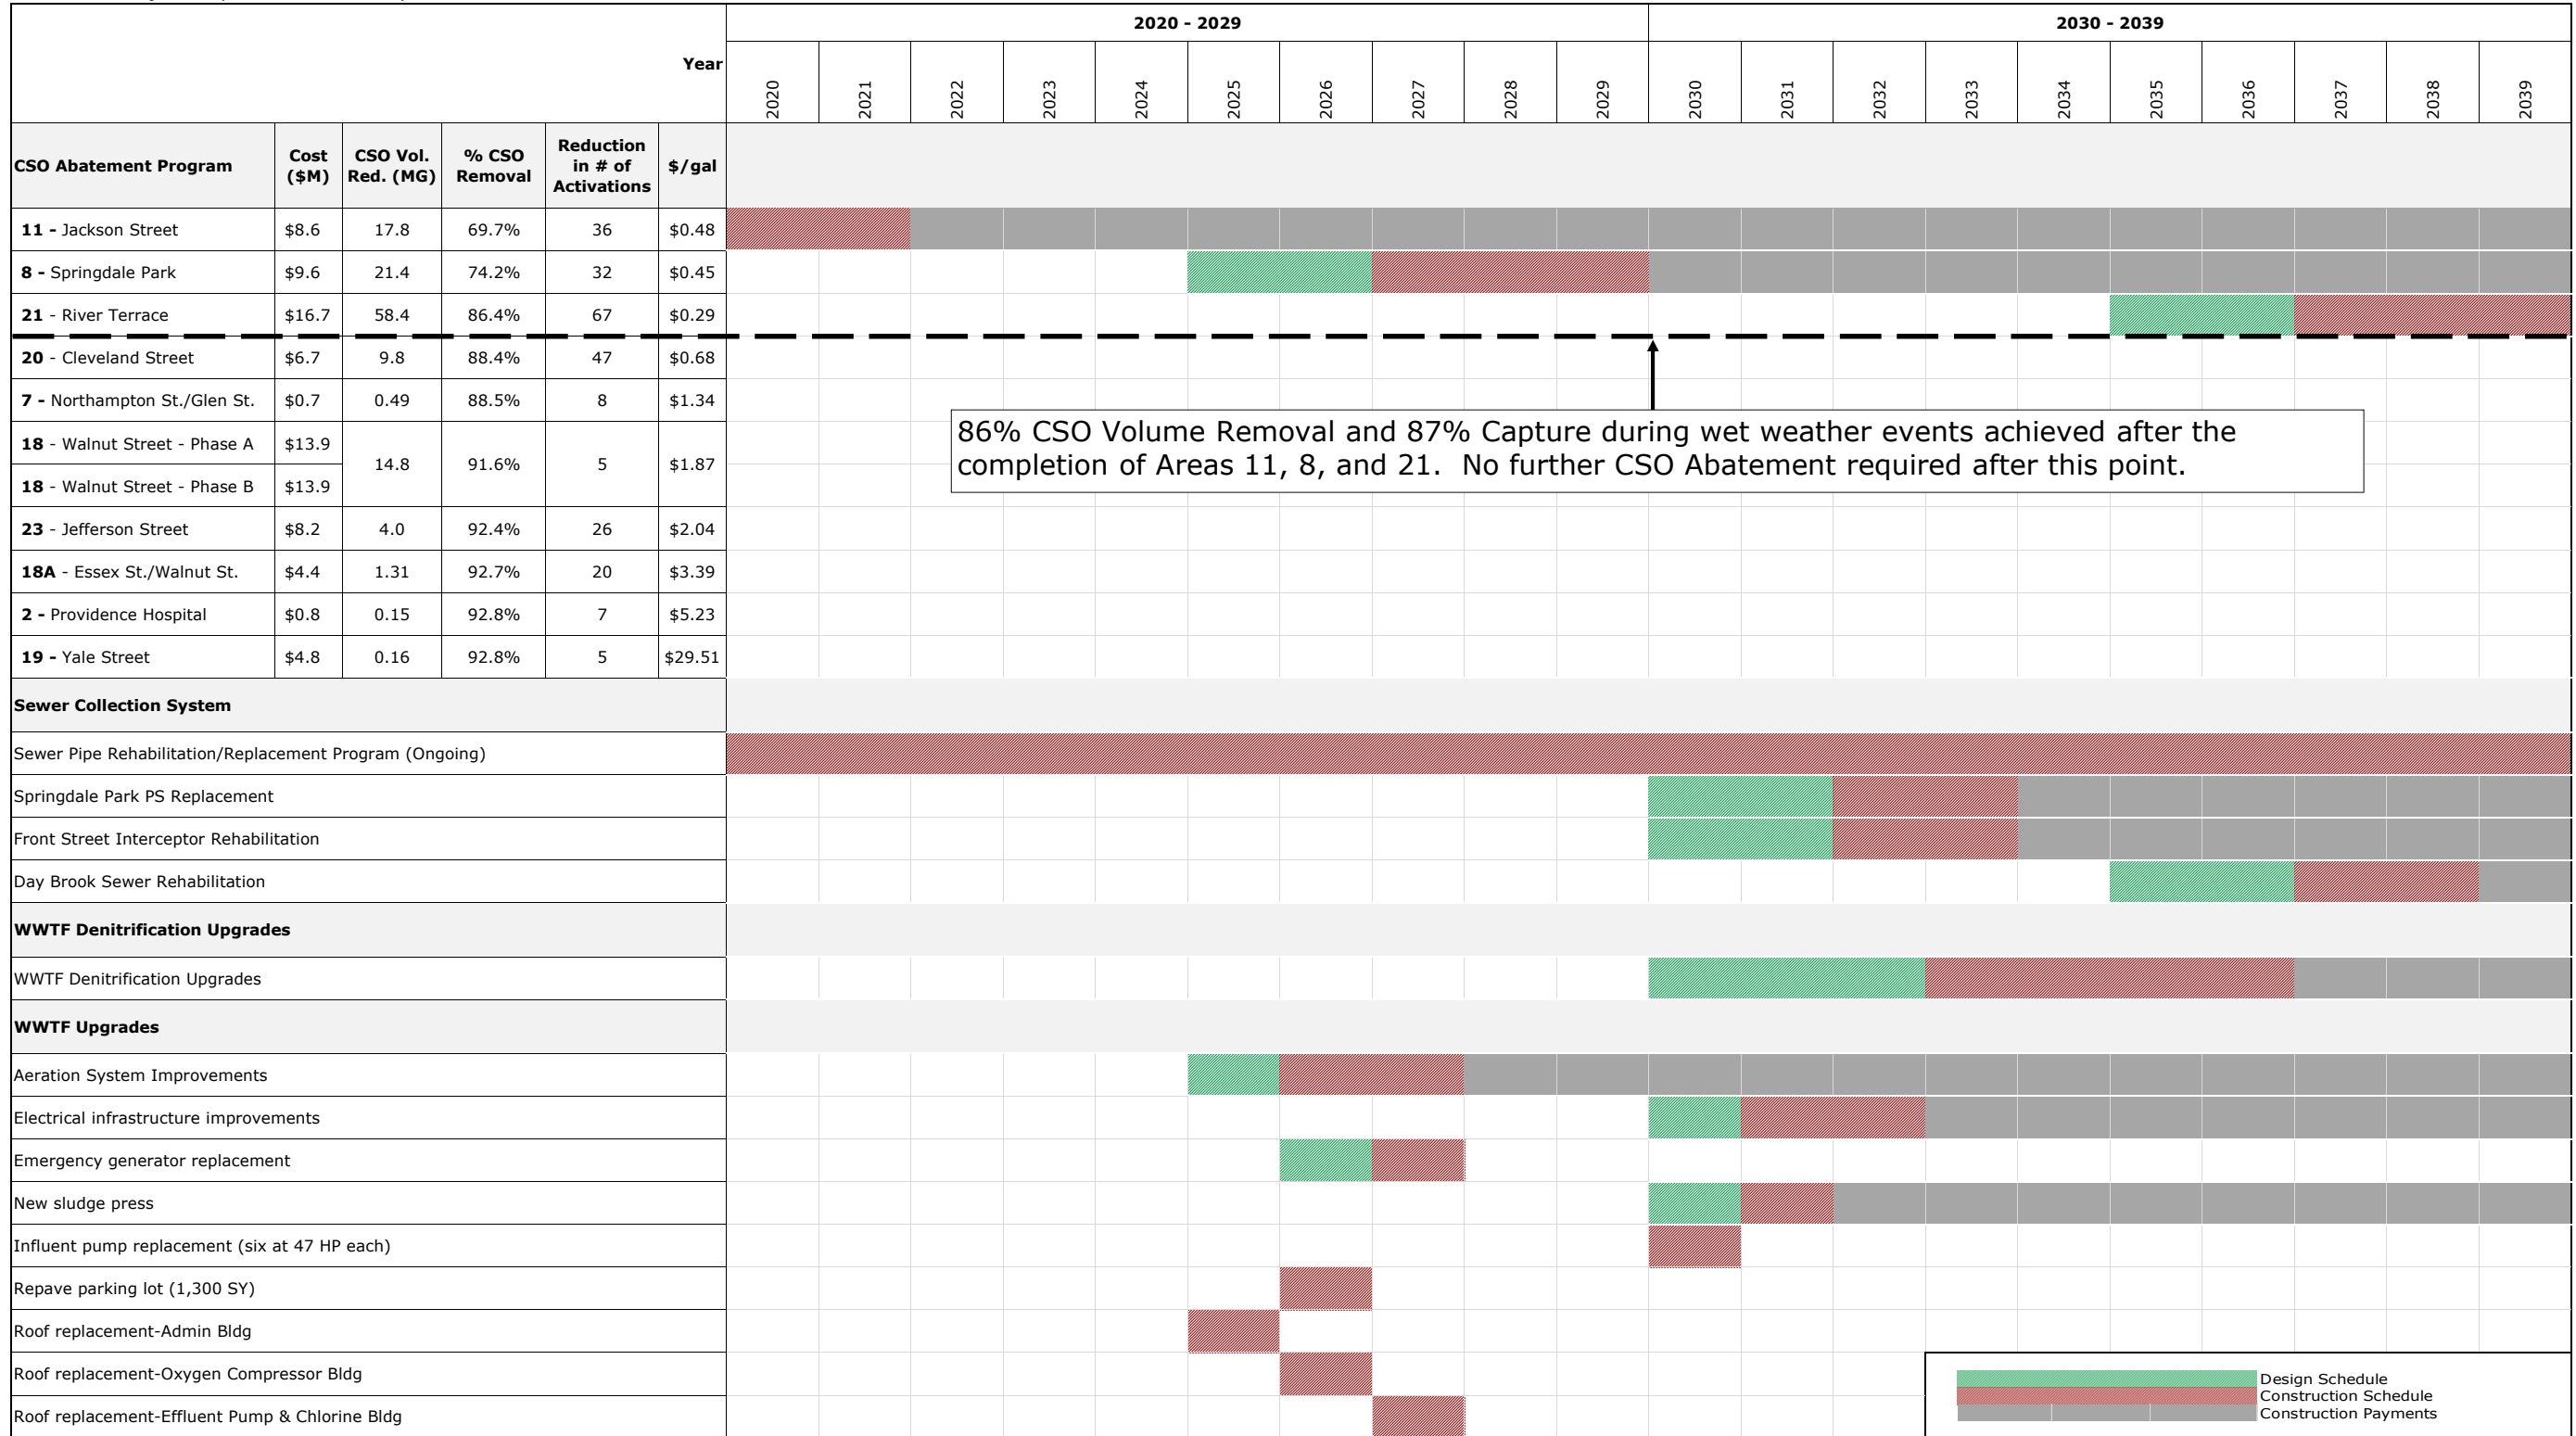 2020 - 2029 2030 - 2039
Year 2020 2021 2022 2023 2024 2025 2026 2027 2028 2029 2030 2031 2032 2033 2034 2035 2036 2037 2038 2039
CSO Abatement Program Cost ($M) CSO Vol. Red. (MG) % CSO Removal Reduction in # of Activations $/gal
11 - Jackson Street $8.6 17.8 69.7% 36 $0.48
8 - Springdale Park $9.6 21.4 74.2% 32 $0.45
21 - River Terrace $16.7 58.4 86.4% 67 $0.29
20 - Cleveland Street $6.7 9.8 88.4% 47 $0.68
7 - Northampton St./Glen St. $0.7 0.49 88.5% 8 $1.34
86% CSO Volume Removal and 87% Capture during wet weather events achieved after the
completion of Areas 11, 8, and 21. No further CSO Abatement required after this point.
18 - Walnut Street - Phase A $13.9
14.8 91.6% 5 $1.87
18 - Walnut Street - Phase B $13.9
23 - Jefferson Street $8.2 4.0 92.4% 26 $2.04
18A - Essex St./Walnut St. $4.4 1.31 92.7% 20 $3.39
2 - Providence Hospital $0.8 0.15 92.8% 7 $5.23
19 - Yale Street $4.8 0.16 92.8% 5 $29.51
Sewer Collection System
Sewer Pipe Rehabilitation/Replacement Program (Ongoing)
Springdale Park PS Replacement
Front Street Interceptor Rehabilitation
Day Brook Sewer Rehabilitation
WWTF Denitrification Upgrades
WWTF Denitrification Upgrades
WWTF Upgrades
Aeration System Improvements
Electrical infrastructure improvements
Emergency generator replacement
New sludge press
Influent pump replacement (six at 47 HP each)
Repave parking lot (1,300 SY)
Roof replacement-Admin Bldg
Roof replacement-Oxygen Compressor Bldg
Roof replacement-Effluent Pump & Chlorine Bldg
Design Schedule
Construction Schedule
Construction Payments